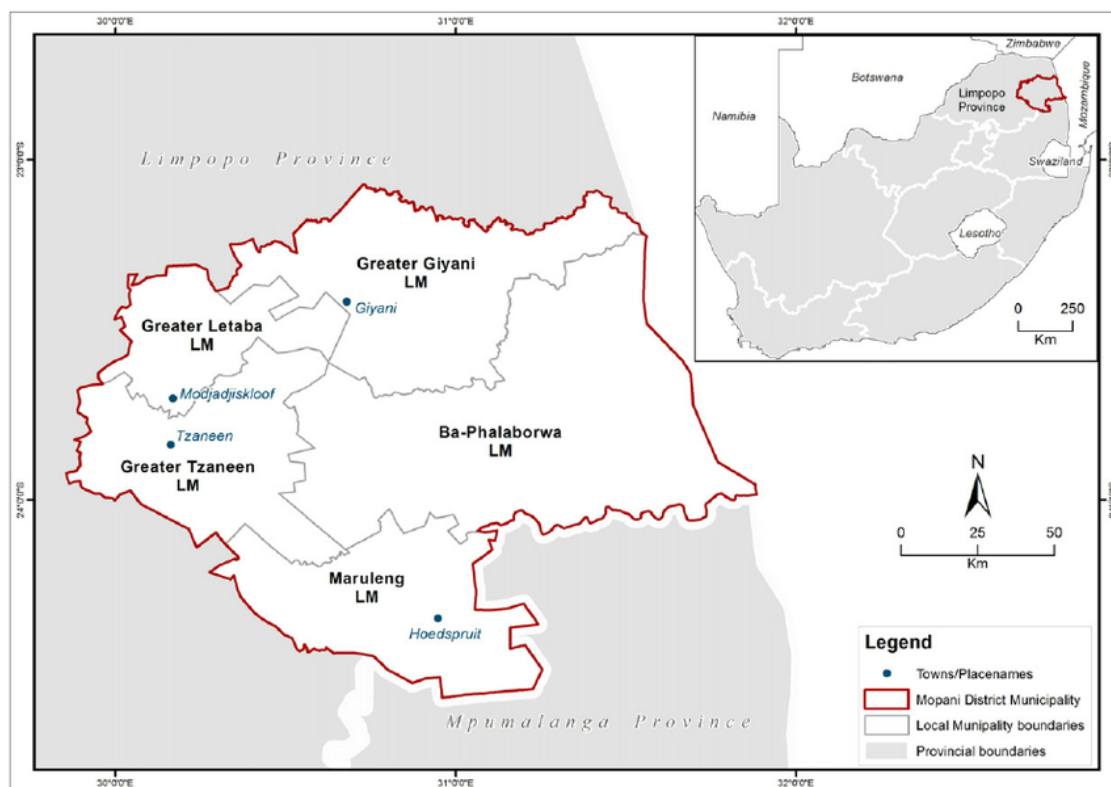 30°0'0"E
31°0'0"E
32°0'0"E
Zimbabwe
Botswana
Limpopo
Province
Mozambique
Namibia
Swaziland
Lesotho
0 250
Km
23°0'0"S
Limpopo Province
Greater Giyani
LM
Giyani
Greater Letaba
LM
Modjadjiskloof
Tzaneen
Greater Tzaneen
LM
Ba-Phalaborwa
LM
24°0'0"S
N
0 25 50
Km
Maruleng
LM
Hoedspruit
Mpumalanga Province
Legend
Towns/Placenames
Mopani District Municipality
Local Munipality boundaries
Provincial boundaries
30°0'0"E
31°0'0"E
32°0'0"E